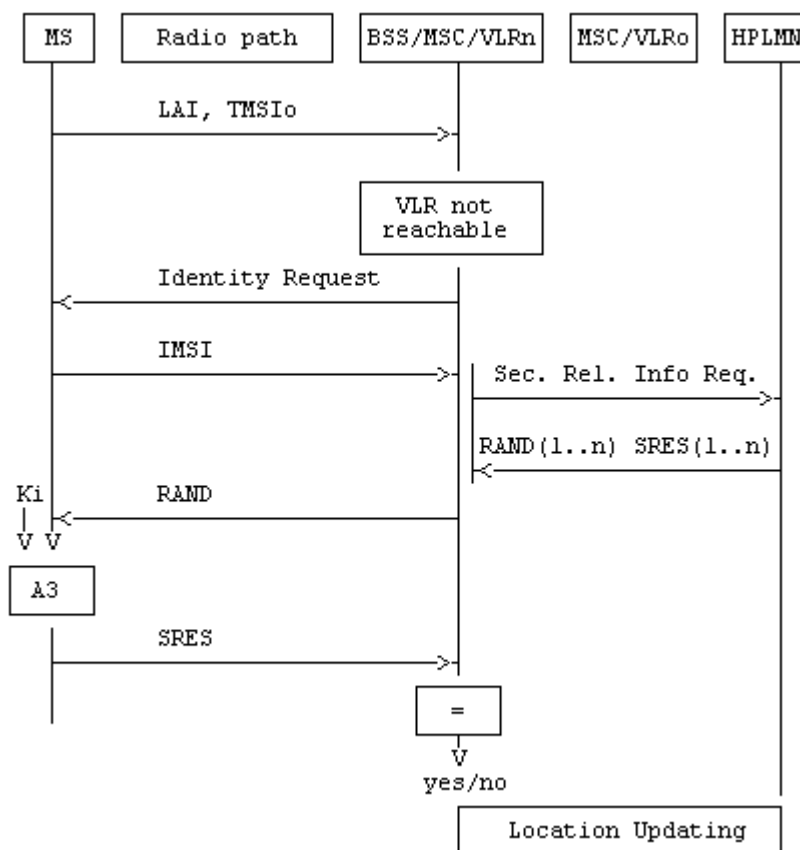 MS
Radio path
BSS/MSC/VLRn
MSC/VLRo
HPLMN
LAI, TMSIo
VLR not
reachable
Identity Request
IMSI
Sec. Rel. Info Req.
RAND(1..n) SRES(1..n)
Ki
RAND
A3
SRES
=
yes/no
Location Updating